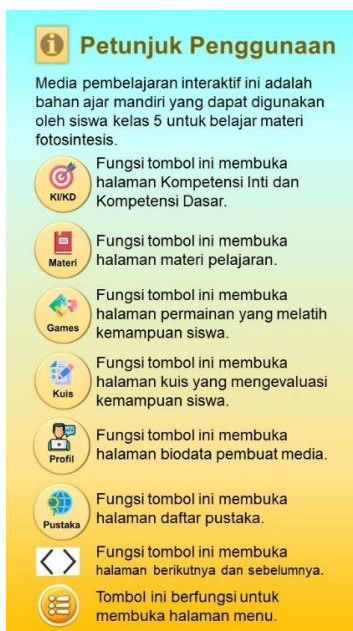 Petunjuk Penggunaan
Media pembelajaran interaktif ini adalah
bahan ajar mandiri yang dapat digunakan
oleh siswa kelas 5 untuk belajar materi
fotosintesis.
KI/KD
Fungsi tombol ini membuka
halaman Kompetensi Inti dan
Kompetensi Dasar.
Materi
Fungsi tombol ini membuka
halaman materi pelajaran.
Games
Fungsi tombol ini membuka
halaman permainan yang melatih
kemampuan siswa.
Kuis
Fungsi tombol ini membuka
halaman kuis yang mengevaluasi
kemampuan siswa.
Profil
Fungsi tombol ini membuka
halaman biodata pembuat media.
Pustaka
Fungsi tombol ini membuka
halaman daftar pustaka.
Fungsi tombol ini membuka
halaman berikutnya dan sebelumnya.
Tombol ini berfungsi untuk
membuka halaman menu.